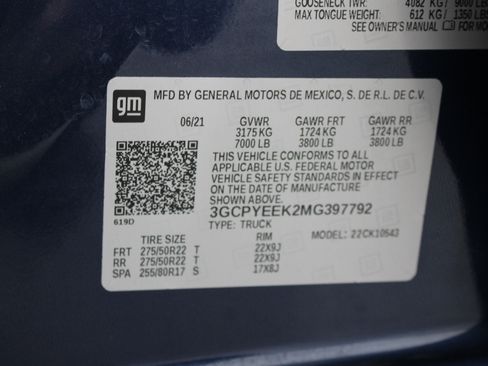 GOOSENECK TWR: 4082 KG/ 9000 LBS
MAX TONGUE WEIGHT: 612 KG/ 1350 LBS
SEE OWNER'S MANUAL FOR MO
gm
MFD BY GENERAL MOTORS DE MEXICO, S. DE R.L. DE C.V.
06/21 GVWR GAWR FRT GAWR RR
3175 KG 1724 KG 1724 KG
7000 LB 3800 LB 3800 LB
THIS VEHICLE CONFORMS TO ALL
APPLICABLE U.S. FEDERAL MOTOR
VEHICLE SAFETY STANDARDS IN EFFECT
ON THE DATE OF MANUFACTURE
SHOWN ABOVE.
619D
3GCPYEEK2MG397792
TYPE: TRUCK MODEL: 22CK10543
TIRE SIZE RIM
FRT 275/50R22 T 22X9J
RR 275/50R22 T 22X9J
SPA 255/80R17 S 17X8J